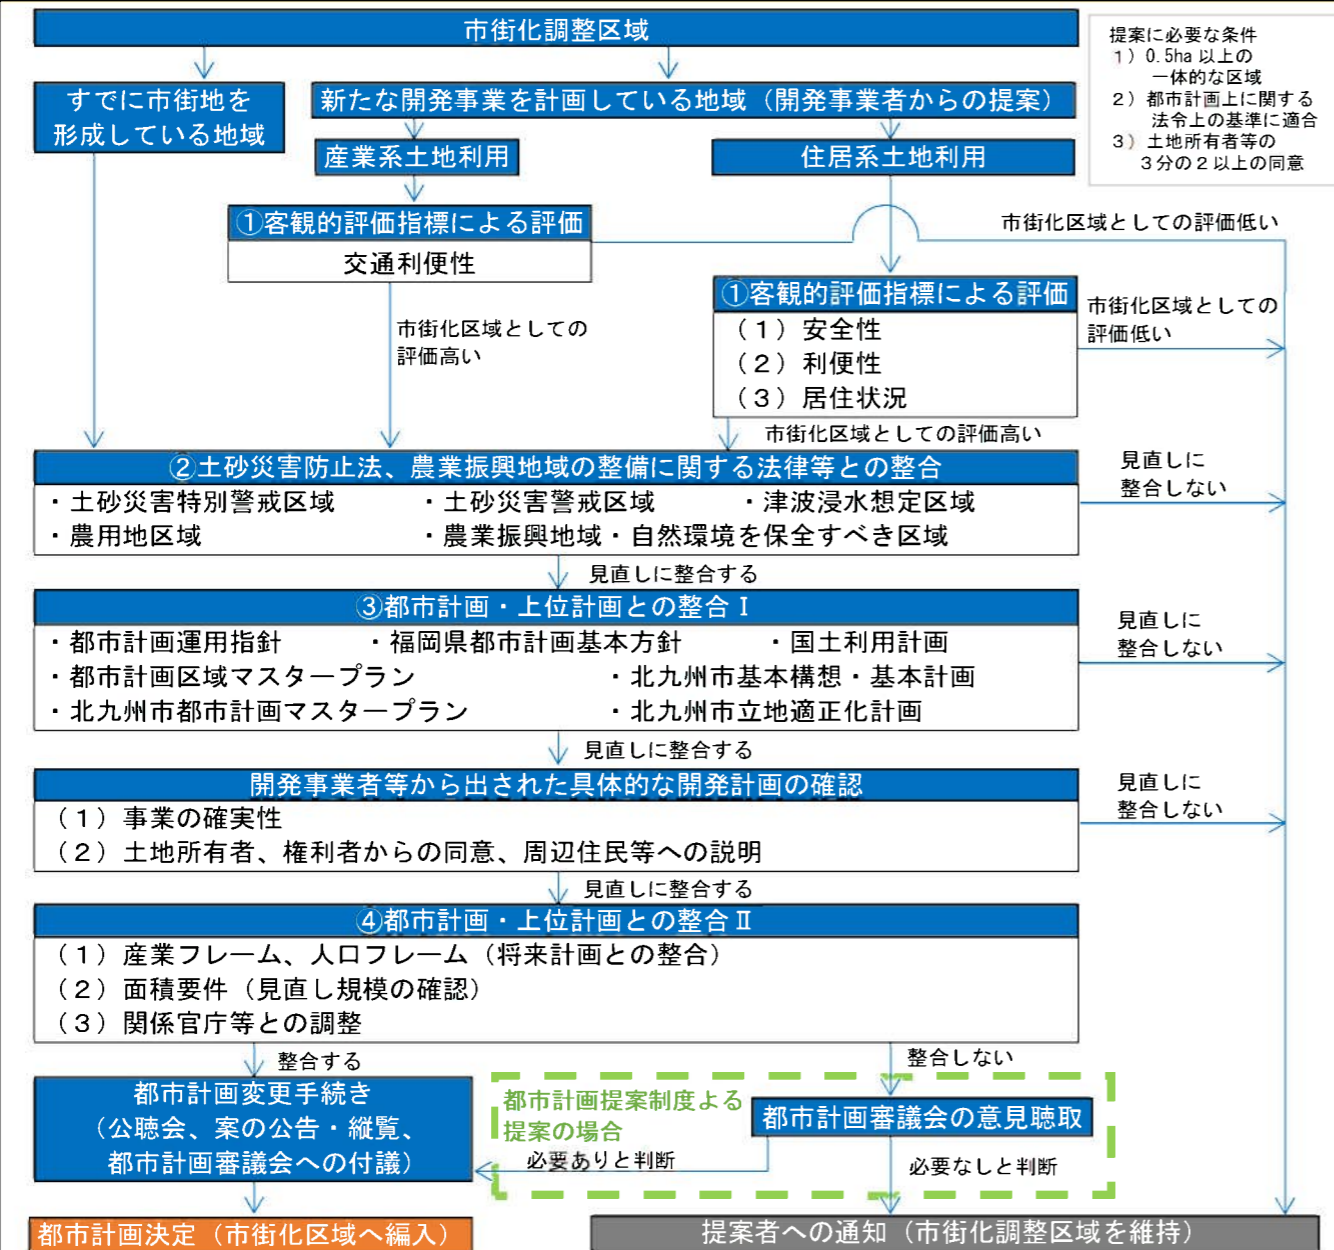 市街化調整区域
提案に必要な条件
1）0.5ha 以上の
一体的な区域
2）都市計画上に関する
法令上の基準に適合
3）土地所有者等の
3分の2以上の同意
すでに市街地を
形成している地域
新たな開発事業を計画している地域（開発事業者からの提案）
産業系土地利用
住居系土地利用
①客観的評価指標による評価
交通利便性
市街化区域としての評価低い
①客観的評価指標による評価
（1）安全性
（2）利便性
（3）居住状況
市街化区域としての
評価低い
市街化区域としての
評価高い
市街化区域としての評価高い
②土砂災害防止法、農業振興地域の整備に関する法律等との整合
・土砂災害特別警戒区域　・土砂災害警戒区域　・津波浸水想定区域
・農用地区域　・農業振興地域・自然環境を保全すべき区域
見直しに
整合しない
見直しに整合する
③都市計画・上位計画との整合Ⅰ
・都市計画運用指針　・福岡県都市計画基本方針　・国土利用計画
・都市計画区域マスタープラン　・北九州市基本構想・基本計画
・北九州市都市計画マスタープラン　・北九州市立地適正化計画
見直しに
整合しない
見直しに整合する
開発事業者等から出された具体的な開発計画の確認
（1）事業の確実性
（2）土地所有者、権利者からの同意、周辺住民等への説明
見直しに
整合しない
見直しに整合する
④都市計画・上位計画との整合Ⅱ
（1）産業フレーム、人口フレーム（将来計画との整合）
（2）面積要件（見直し規模の確認）
（3）関係官庁等との調整
整合する
整合しない
都市計画変更手続き
（公聴会、案の公告・縦覧、
都市計画審議会への付議）
都市計画提案制度よる
提案の場合
都市計画審議会の意見聴取
必要ありと判断
必要なしと判断
都市計画決定（市街化区域へ編入）
提案者への通知（市街化調整区域を維持）